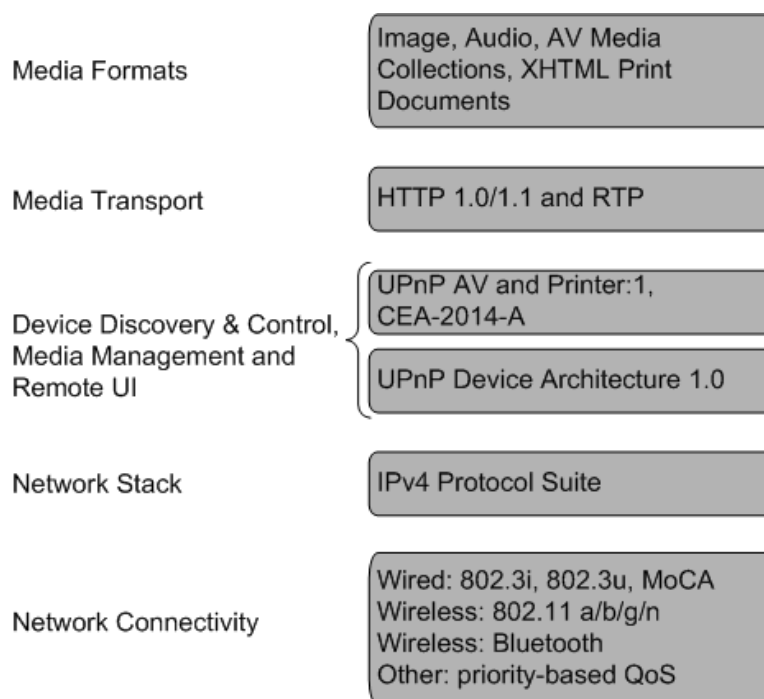 Media Formats
Image, Audio, AV Media
Collections, XHTML Print
Documents
Media Transport
HTTP 1.0/1.1 and RTP
Device Discovery & Control,
Media Management and
Remote UI
UPnP AV and Printer:1,
CEA-2014-A
UPnP Device Architecture 1.0
Network Stack
IPv4 Protocol Suite
Network Connectivity
Wired: 802.3i, 802.3u, MoCA
Wireless: 802.11 a/b/g/n
Wireless: Bluetooth
Other: priority-based QoS